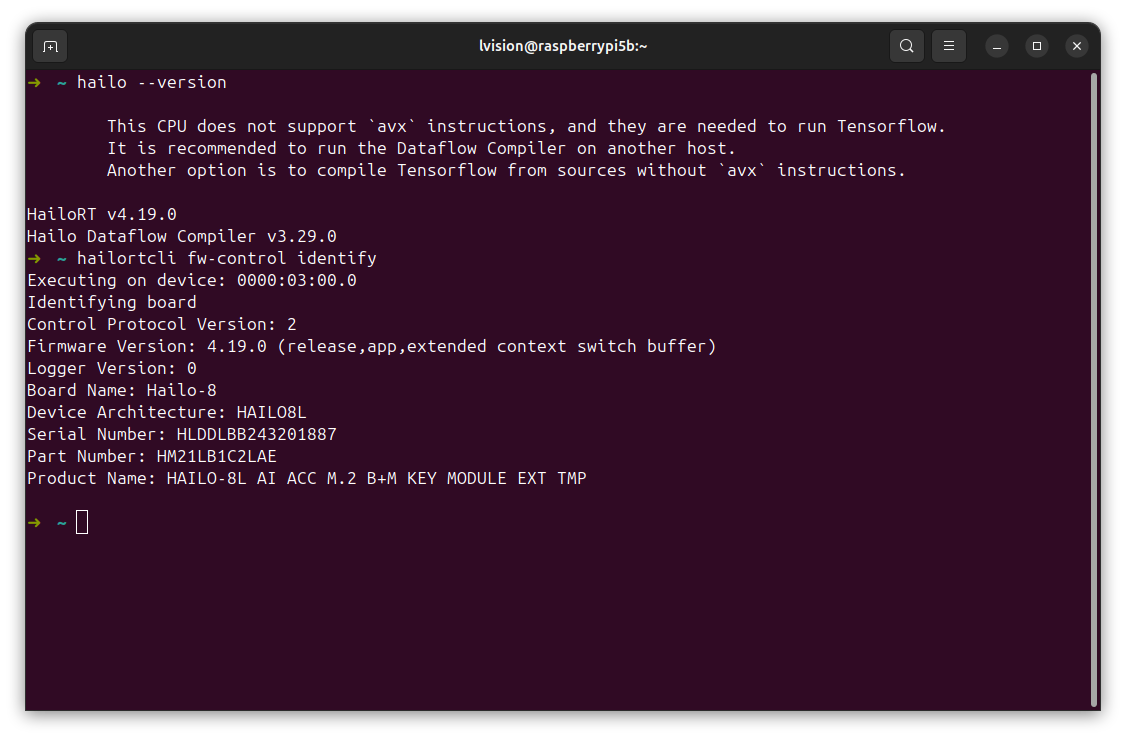 lvision@raspberrypi5b:~
➜ ~ hailo --version
This CPU does not support `avx` instructions, and they are needed to run Tensorflow.
It is recommended to run the Dataflow Compiler on another host.
Another option is to compile Tensorflow from sources without `avx` instructions.
HailoRT v4.19.0
Hailo Dataflow Compiler v3.29.0
➜ ~ hailortcli fw-control identify
Executing on device: 0000:03:00.0
Identifying board
Control Protocol Version: 2
Firmware Version: 4.19.0 (release,app,extended context switch buffer)
Logger Version: 0
Board Name: Hailo-8
Device Architecture: HAILO8L
Serial Number: HLDDLBB243201887
Part Number: HM21LB1C2LAE
Product Name: HAILO-8L AI ACC M.2 B+M KEY MODULE EXT TMP
➜ ~